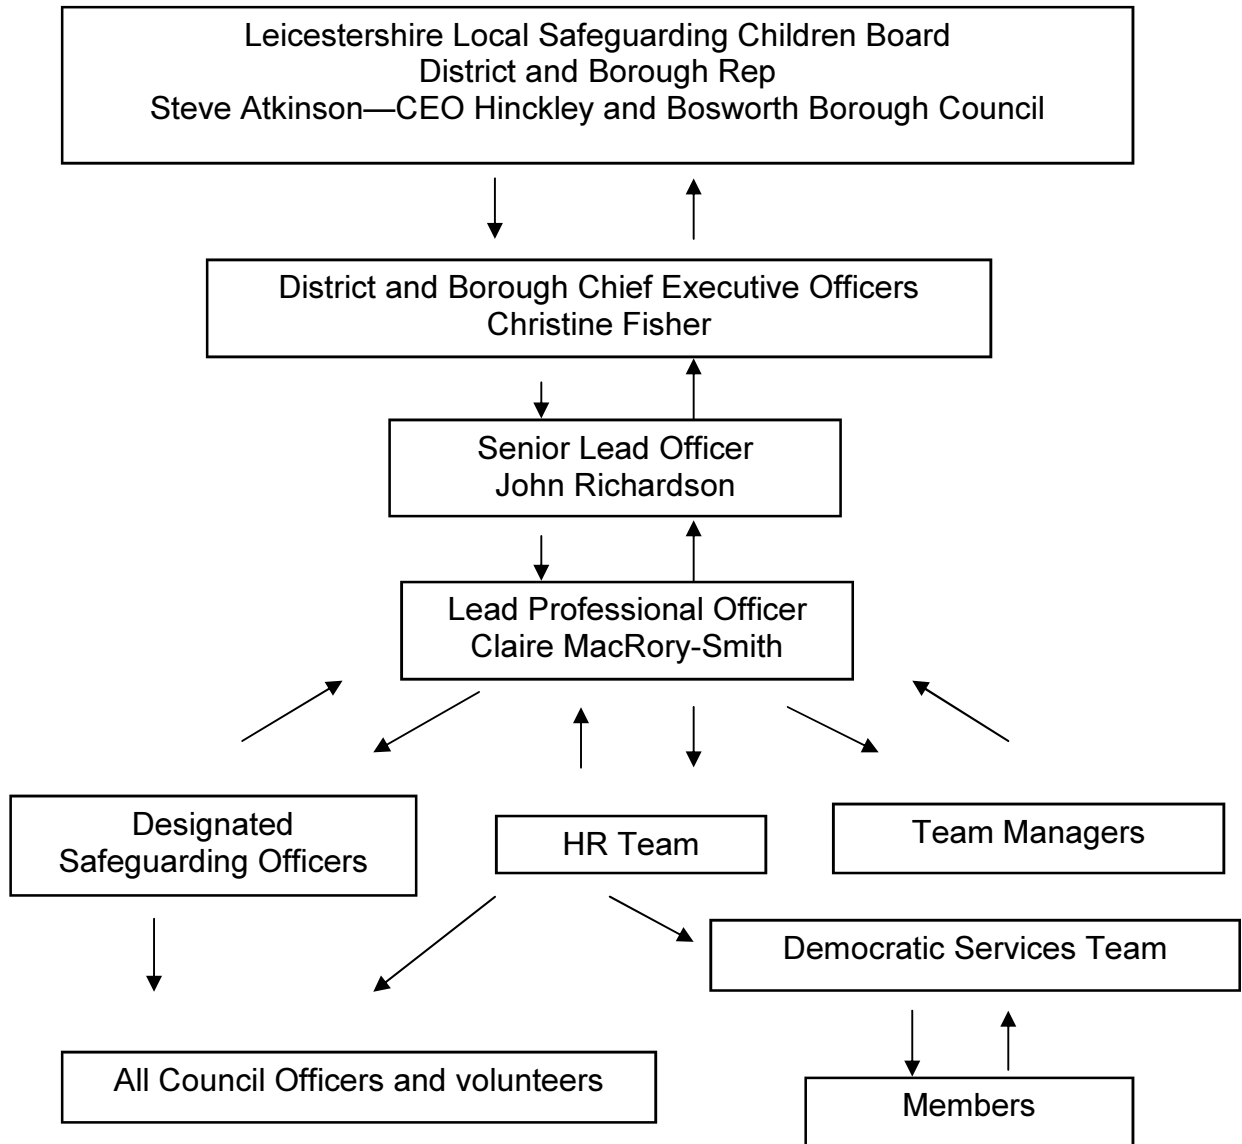 Leicestershire Local Safeguarding Children Board
District and Borough Rep
Steve Atkinson—CEO Hinckley and Bosworth Borough Council
District and Borough Chief Executive Officers
Christine Fisher
Senior Lead Officer
John Richardson
Lead Professional Officer
Claire MacRory-Smith
Designated
Safeguarding Officers
HR Team
Team Managers
Democratic Services Team
All Council Officers and volunteers
Members